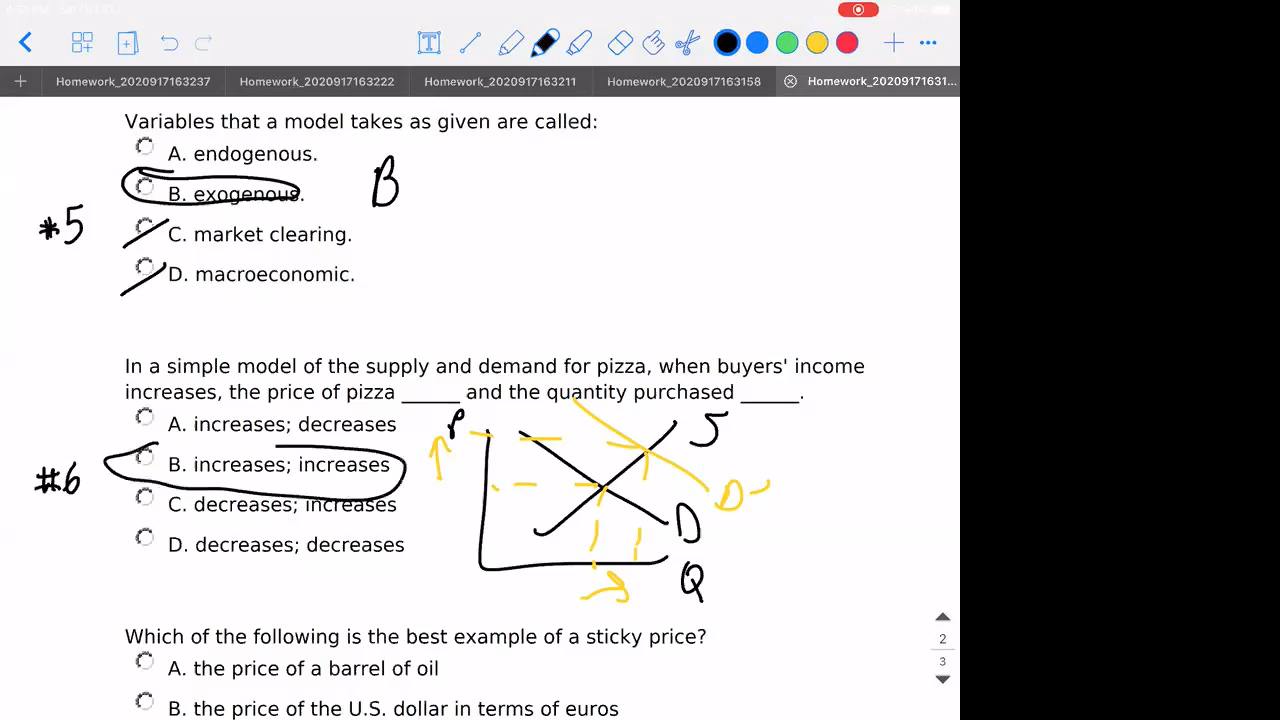 Homework_2020917163237 Homework_2020917163222 Homework_2020917163211 Homework_2020917163158 Homework_20209171631...
Variables that a model takes as given are called:
A. endogenous.
B. exogenous.
B
*5
C. market clearing.
D. macroeconomic.
In a simple model of the supply and demand for pizza, when buyers' income
increases, the price of pizza ______ and the quantity purchased ______.
A. increases; decreases
P
S
#6
B. increases; increases
C. decreases; increases
D'
D
D. decreases; decreases
Q
Which of the following is the best example of a sticky price?
2
3
A. the price of a barrel of oil
B. the price of the U.S. dollar in terms of euros